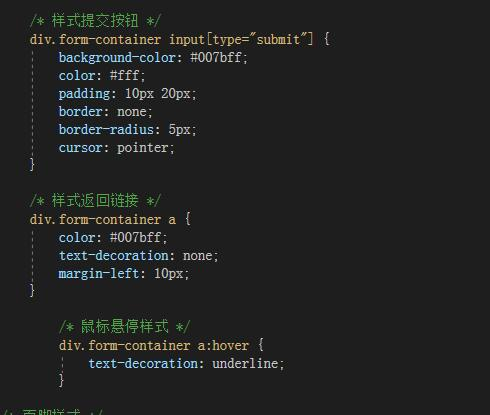 /* 样式提交按钮 */
div.form-container input[type="submit"] {
background-color: #007bff;
color: #fff;
padding: 10px 20px;
border: none;
border-radius: 5px;
cursor: pointer;
}
/* 样式返回链接 */
div.form-container a {
color: #007bff;
text-decoration: none;
margin-left: 10px;
}
/* 鼠标悬停样式 */
div.form-container a:hover {
text-decoration: underline;
}